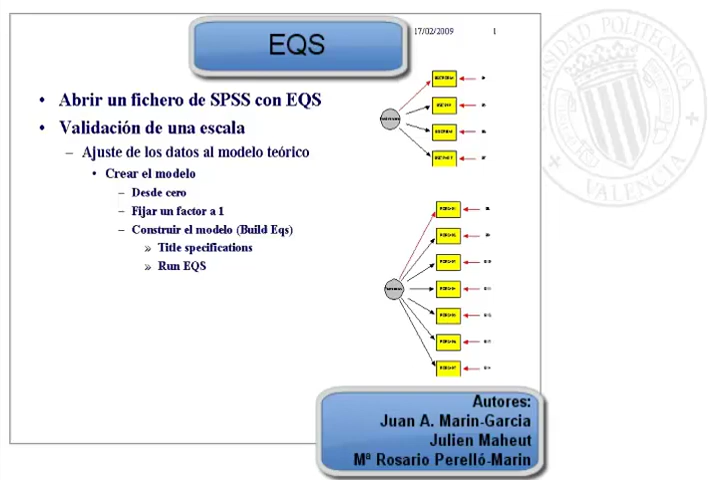 EQS
17/02/2009 1
• Abrir un fichero de SPSS con EQS
• Validación de una escala
– Ajuste de los datos al modelo teórico
• Crear el modelo
– Desde cero
– Fijar un factor a 1
– Construir el modelo (Build Eqs)
» Title specifications
» Run EQS
Autores:
Juan A. Marin-Garcia
Julien Maheut
Mª Rosario Perelló-Marin
UNIVERSIDAD POLITECNICA
VALENCIA